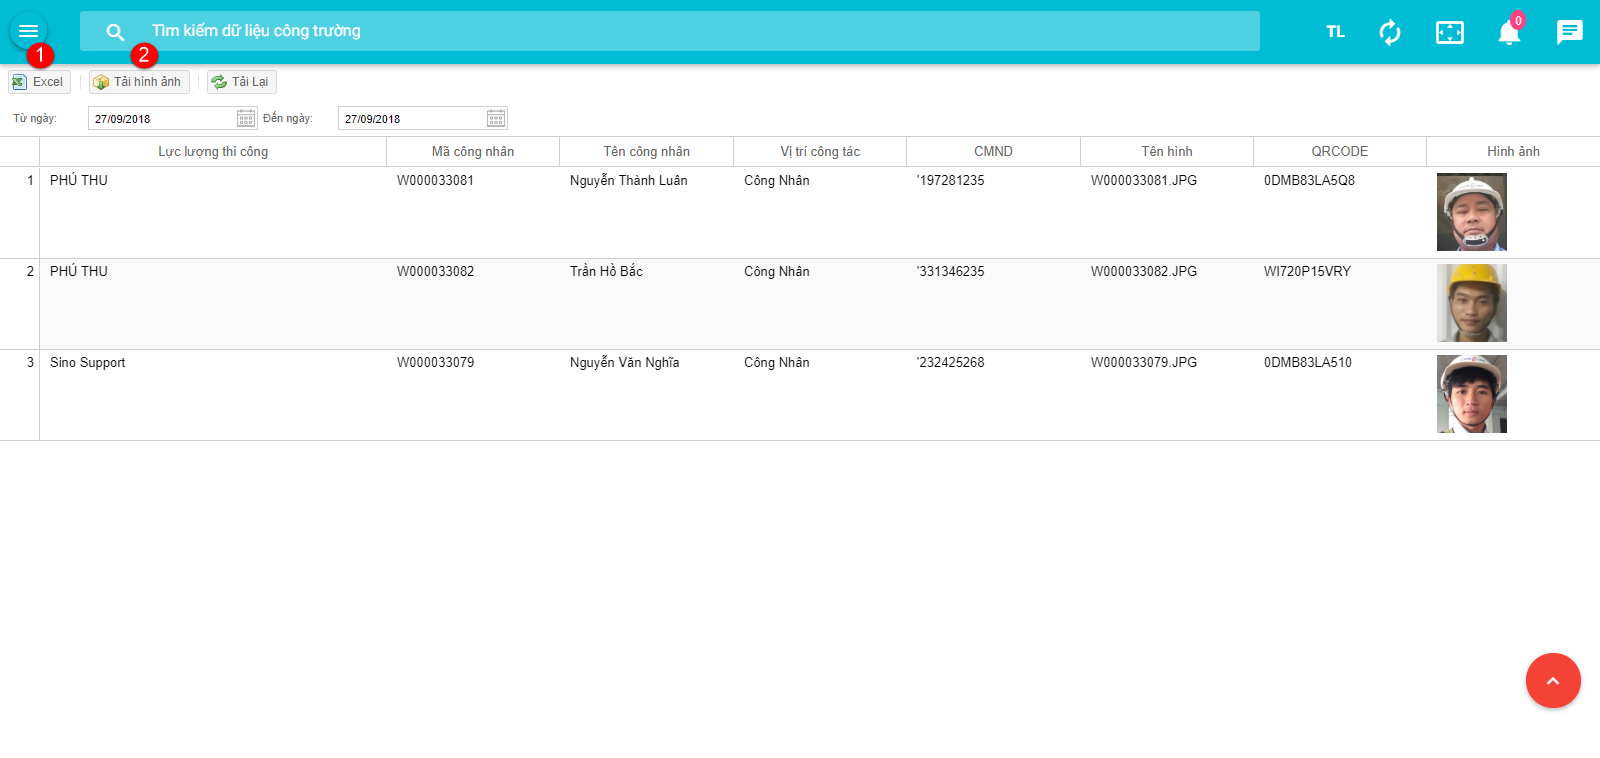 Tìm kiếm dữ liệu công trường
TL
0
1
2
Excel
Tải hình ảnh
Tải Lại
Từ ngày:
27/09/2018
Đến ngày:
27/09/2018
Lực lượng thi công
Mã công nhân
Tên công nhân
Vị trí công tác
CMND
Tên hình
QRCODE
Hình ảnh
1 PHÚ THU W000033081 Nguyễn Thành Luân Công Nhân '197281235 W000033081.JPG 0DMB83LA5Q8
2 PHÚ THU W000033082 Trần Hồ Bắc Công Nhân '331346235 W000033082.JPG WI720P15VRY
3 Sino Support W000033079 Nguyễn Văn Nghĩa Công Nhân '232425268 W000033079.JPG 0DMB83LA510